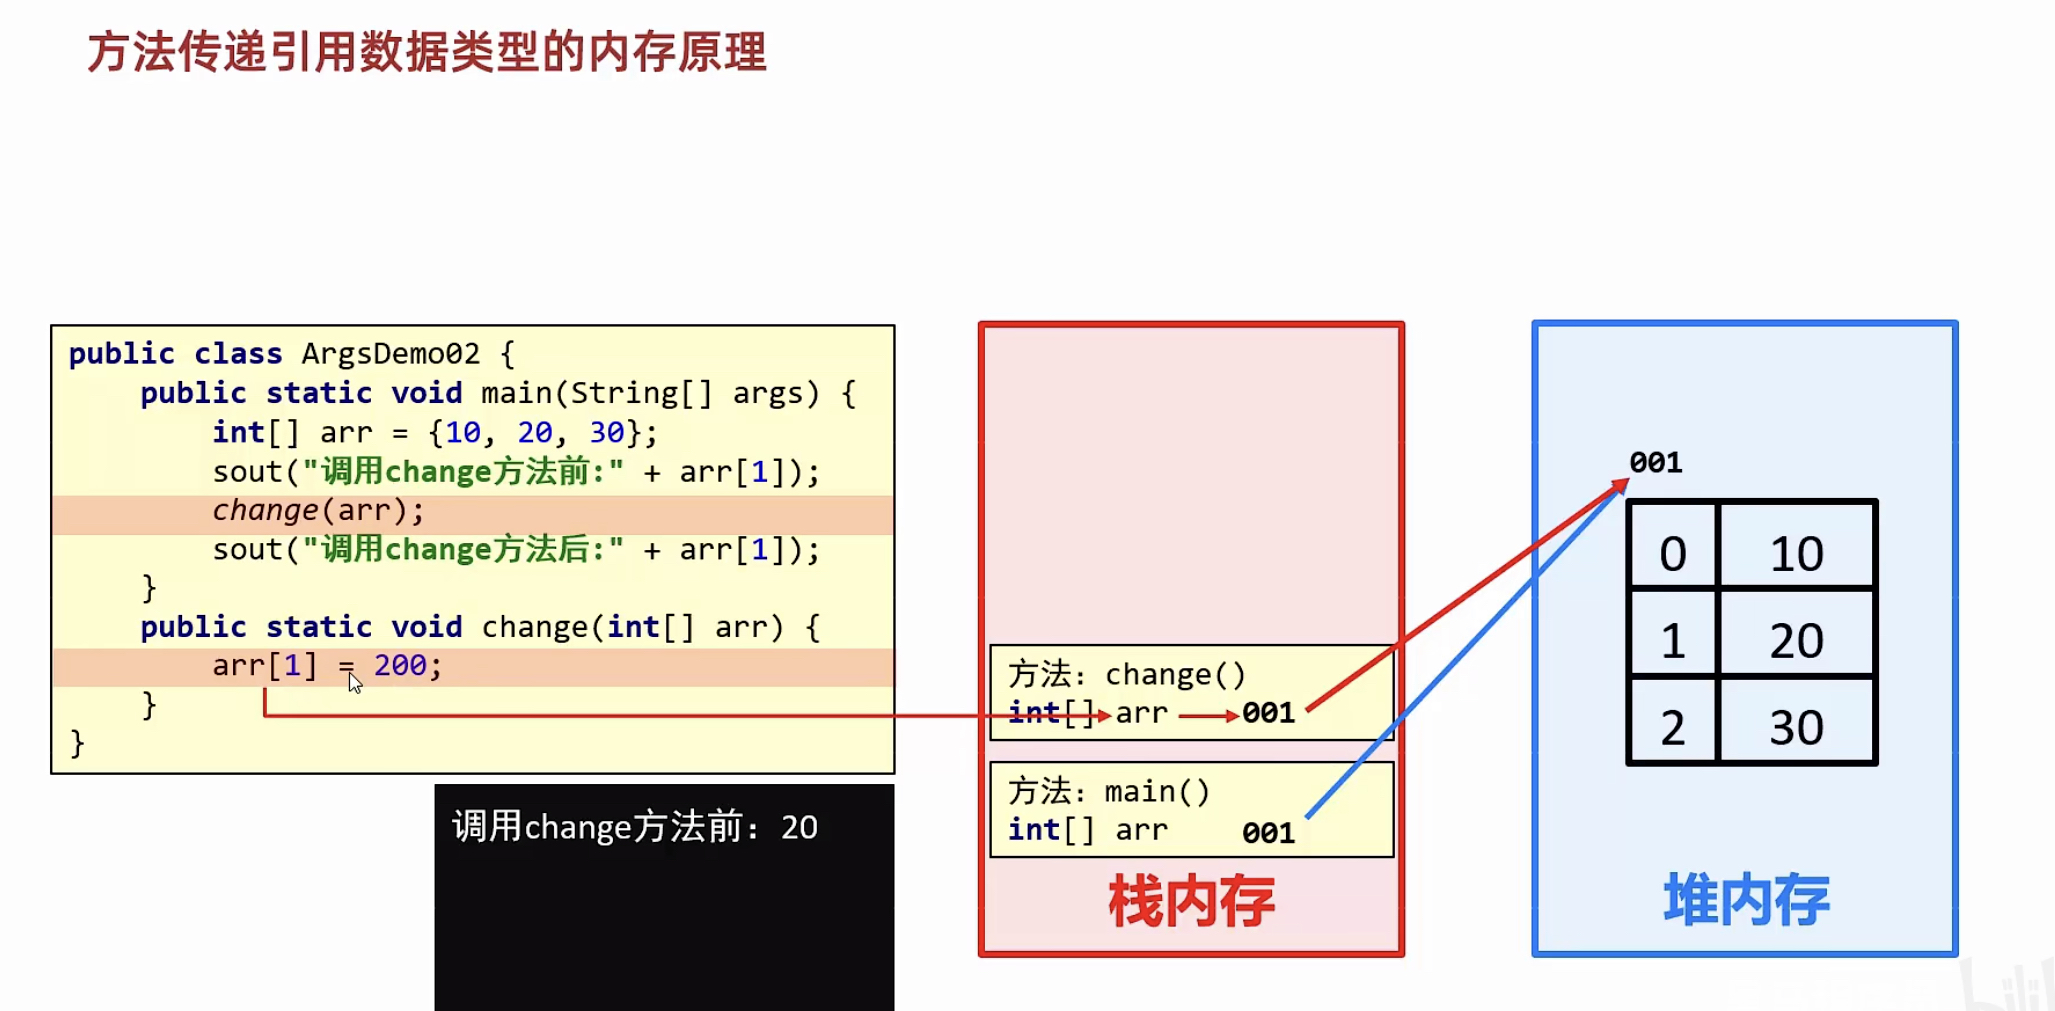 方法传递引用数据类型的内存原理
public class ArgsDemo02 {
public static void main(String[] args) {
int[] arr = {10, 20, 30};
sout("调用change方法前:" + arr[1]);
change(arr);
sout("调用change方法后:" + arr[1]);
}
public static void change(int[] arr) {
arr[1] = 200;
}
}
调用change方法前：20
方法：change()
int[] arr 001
方法：main()
int[] arr 001
栈内存
001
0 10
1 20
2 30
堆内存